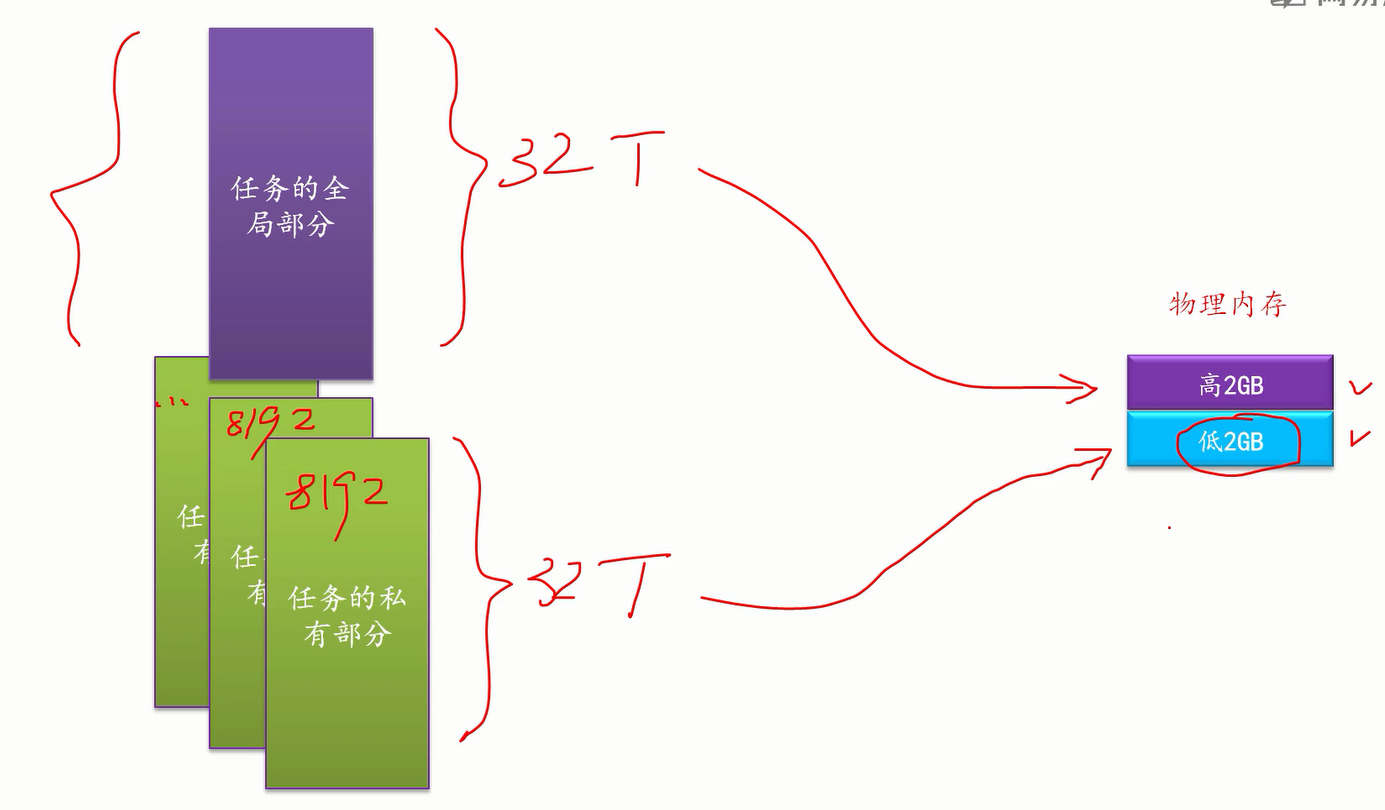 任务的全
局部分
32T
物理内存
高2GB
低2GB
...
8192
8192
任
有
任
有
任务的私
有部分
32T